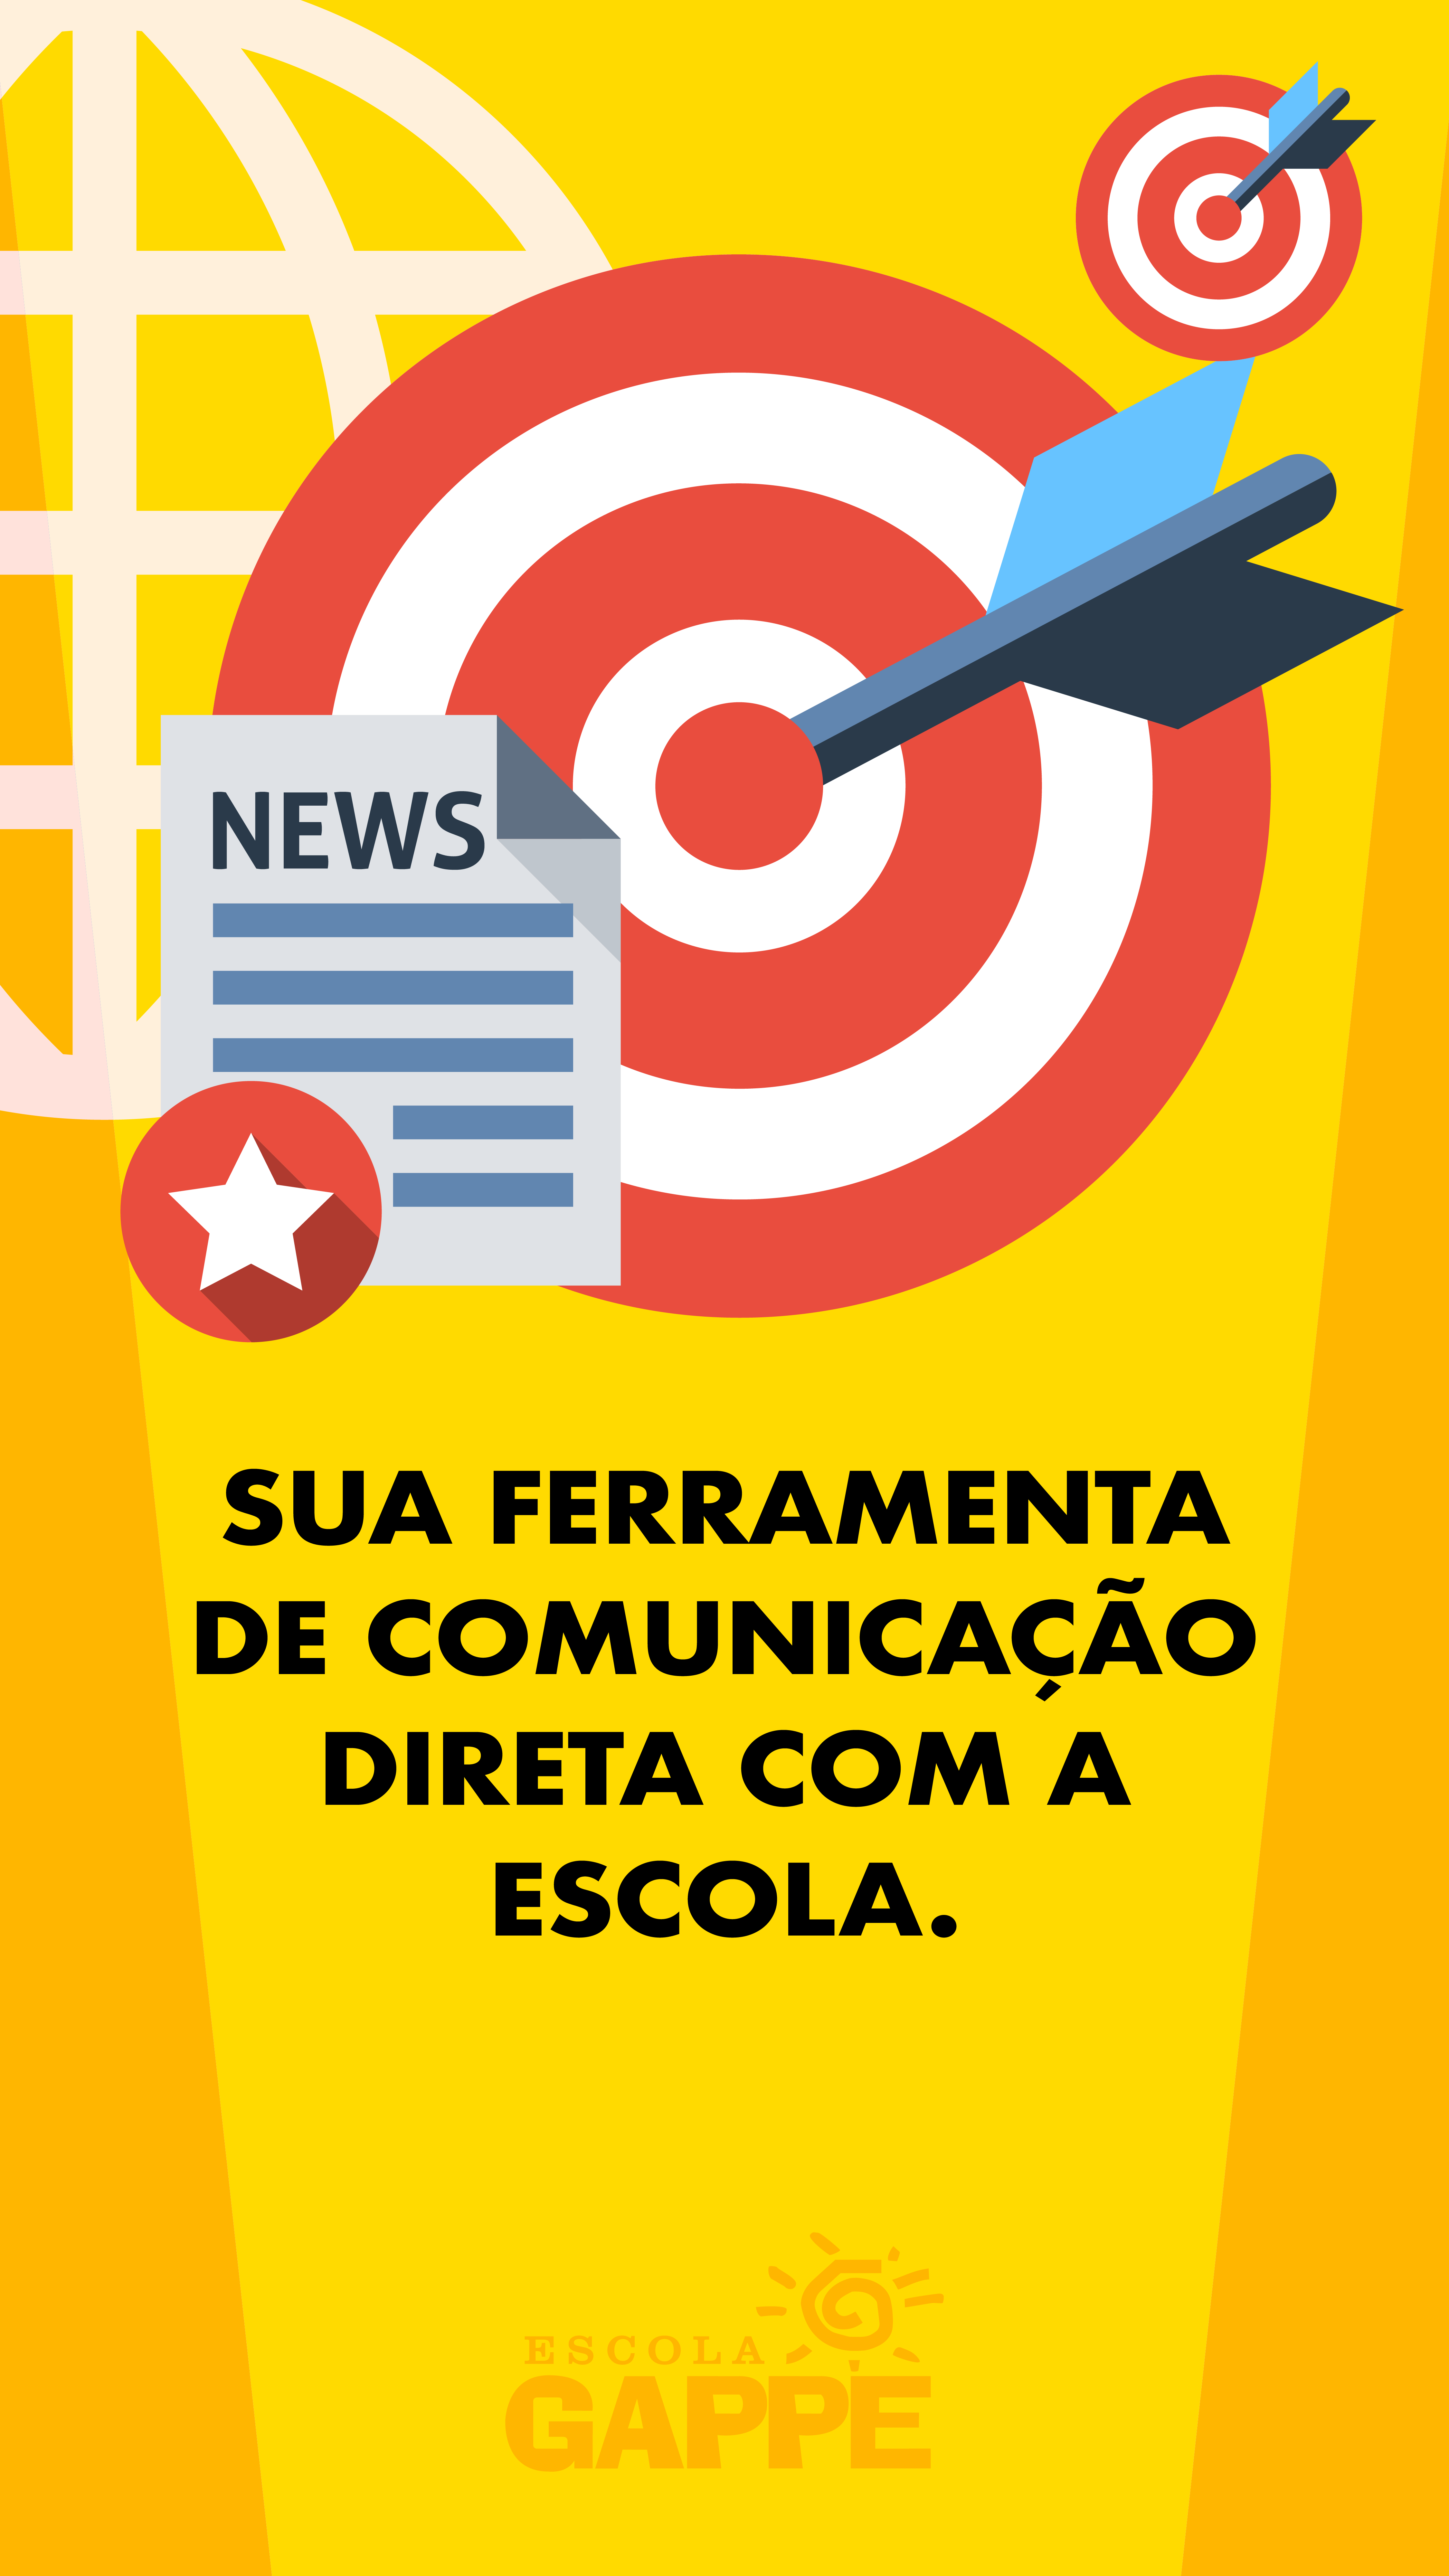 NEWS
SUA FERRAMENTA
DE COMUNICAÇÃO
DIRETA COM A
ESCOLA.
ESCOLA
GAPPE